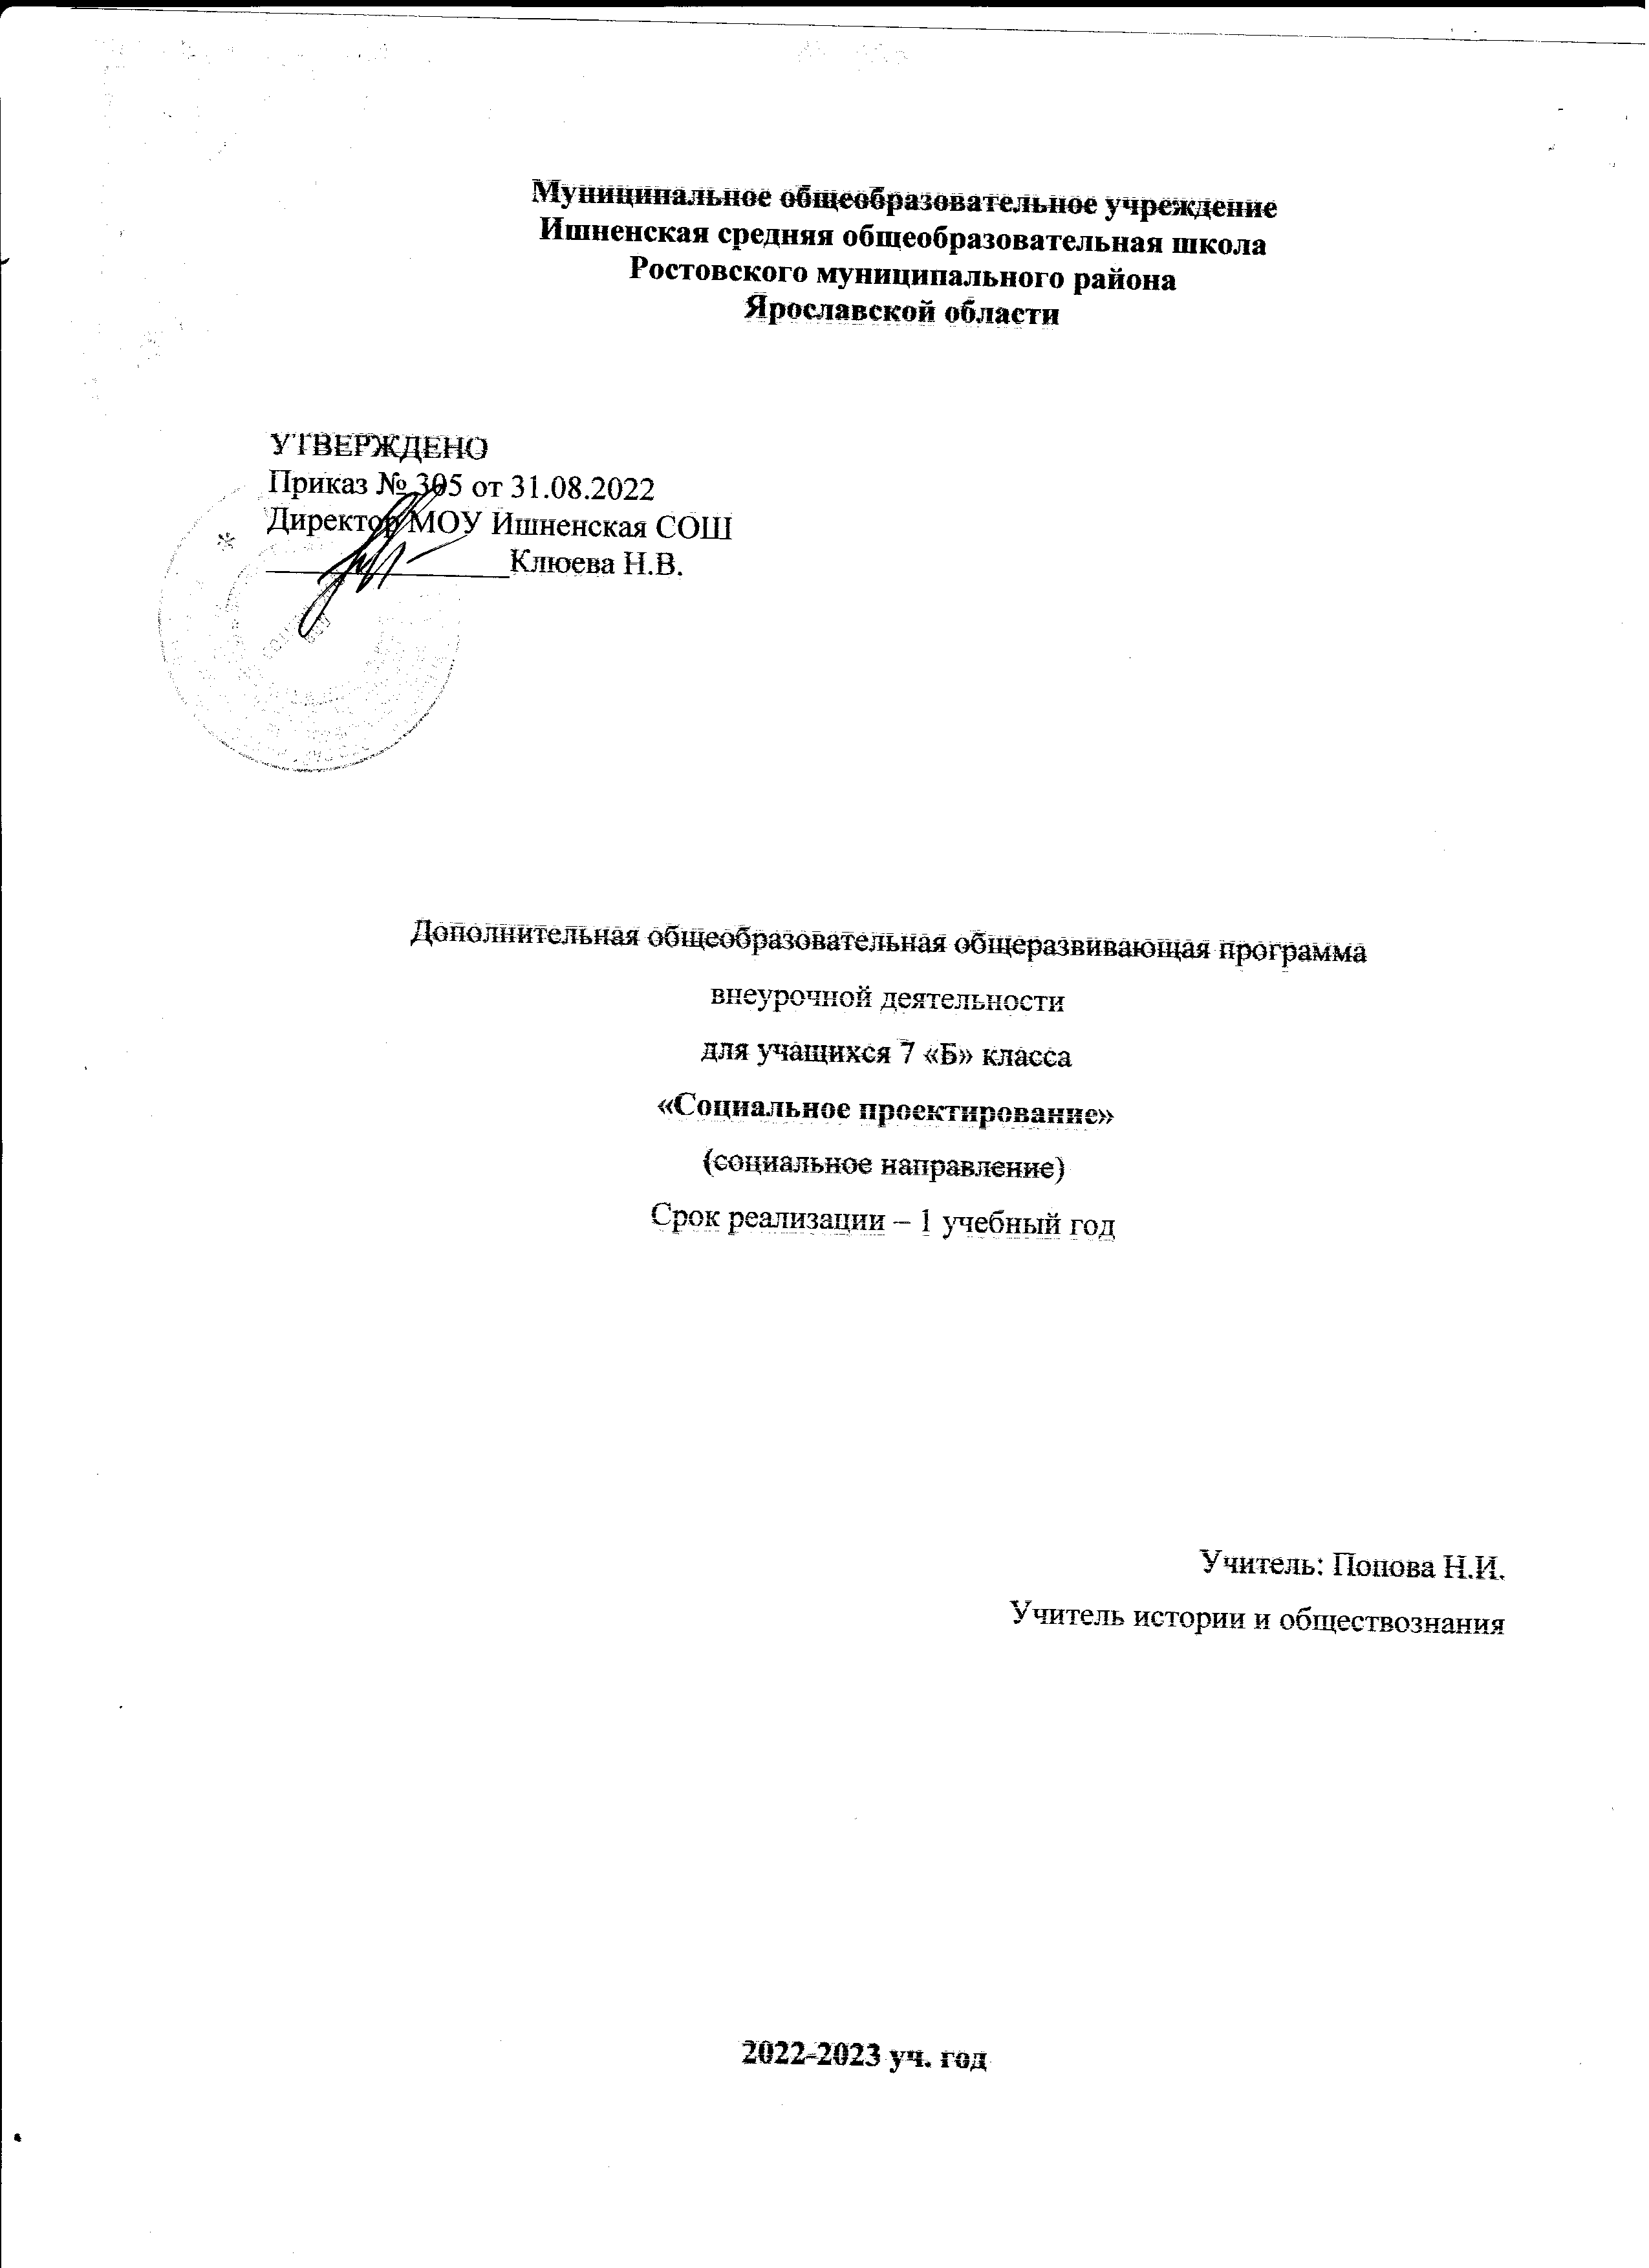 Муниципальное общеобразовательное учреждение
Ишненская средняя общеобразовательная школа
Ростовского муниципального района
Ярославской области
УТВЕРЖДЕНО
Приказ № 305 от 31.08.2022
Директор МОУ Ишненская СОШ
Клюева Н.В.
Дополнительная общеобразовательная общеразвивающая программа
внеурочной деятельности
для учащихся 7 «Б» класса
«Социальное проектирование»
(социальное направление)
Срок реализации – 1 учебный год
Учитель: Попова Н.И.
Учитель истории и обществознания
2022-2023 уч. год